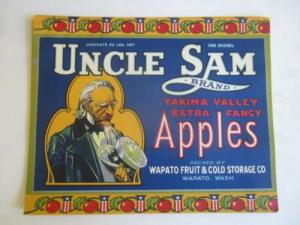 CONTENTS 40 LBS. NET ONE BUSHEL
UNCLE SAM
BRAND
YAKIMA VALLEY
EXTRA FANCY
Apples
PACKED BY
WAPATO FRUIT & COLD STORAGE CO
WAPATO, WASH.